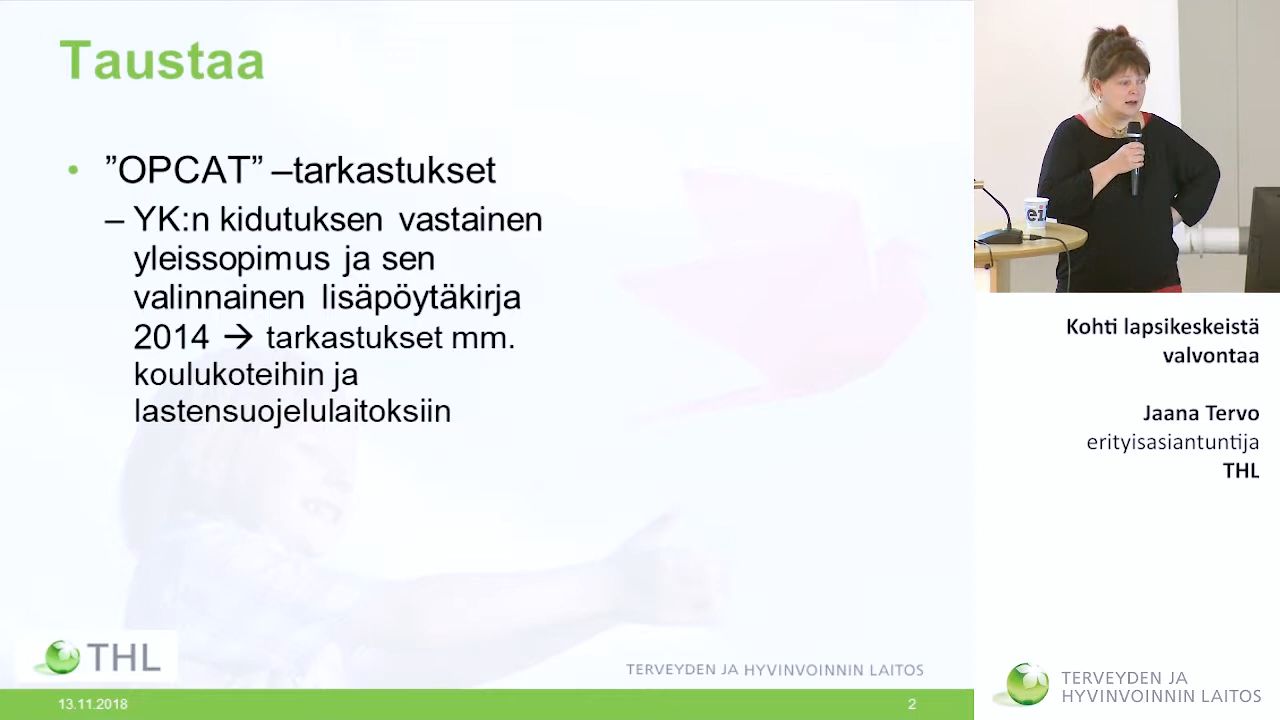 Taustaa
• ”OPCAT” –tarkastukset
– YK:n kidutuksen vastainen
yleissopimus ja sen
valinnainen lisäpöytäkirja
2014 → tarkastukset mm.
koulukoteihin ja
lastensuojelulaitoksiin
THL
TERVEYDEN JA HYVINVOINNIN LAITOS
13.11.2018
2
ei
Kohti lapsikeskeistä
valvontaa
Jaana Tervo
erityisasiantuntija
THL
TERVEYDEN JA
HYVINVOINNIN LAITOS